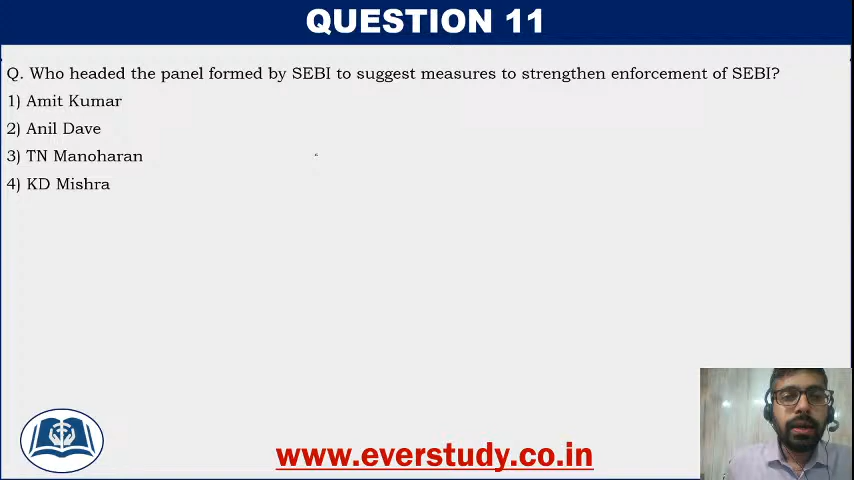 QUESTION 11
Q. Who headed the panel formed by SEBI to suggest measures to strengthen enforcement of SEBI?
1) Amit Kumar
2) Anil Dave
3) TN Manoharan
4) KD Mishra
www.everstudy.co.in